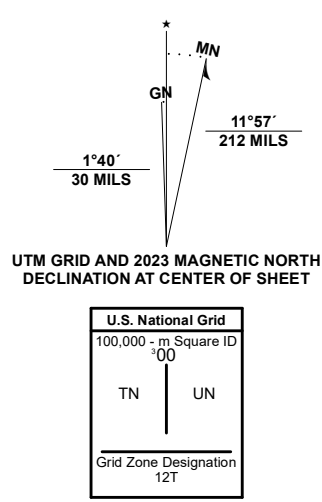 ★
MN
GN
11°57´
212 MILS
1°40´
30 MILS
UTM GRID AND 2023 MAGNETIC NORTH
DECLINATION AT CENTER OF SHEET
U.S. National Grid
100,000 - m Square ID
³00
TN UN
Grid Zone Designation
12T